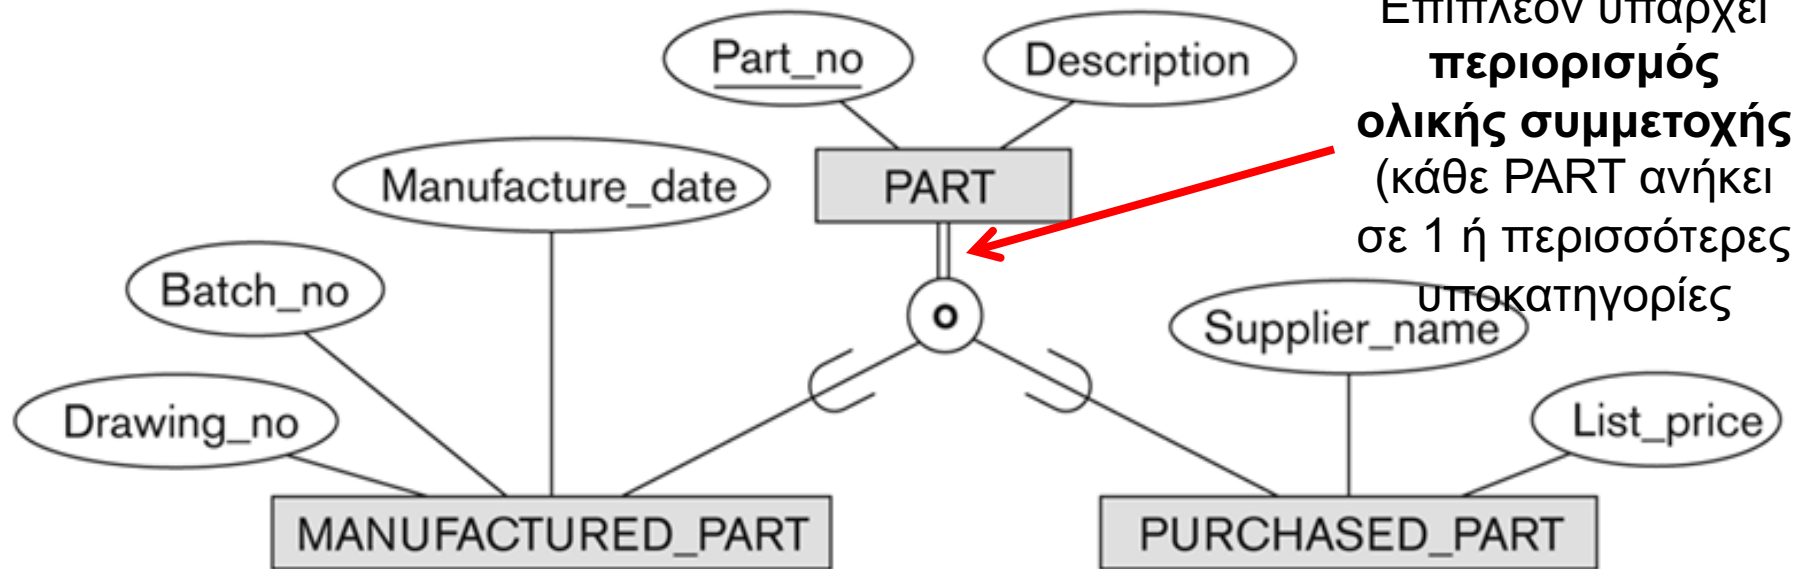 Επιπλέον υπάρχει
περιορισμός
ολικής συμμετοχής
(κάθε PART ανήκει
σε 1 ή περισσότερες
υποκατηγορίες
Part_no
Description
Manufacture_date
PART
Batch_no
o
Supplier_name
Drawing_no
List_price
MANUFACTURED_PART
PURCHASED_PART